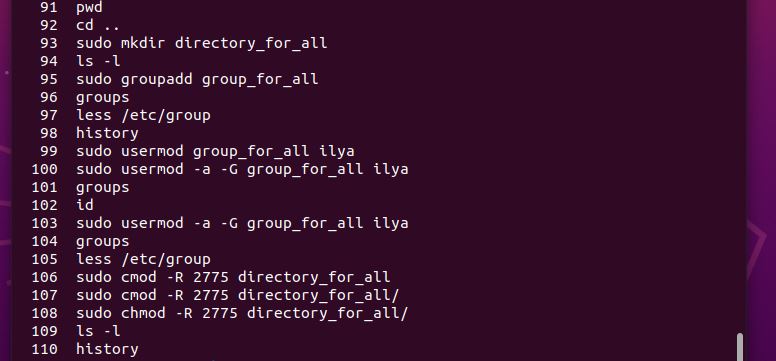 91 pwd
92 cd ..
93 sudo mkdir directory_for_all
94 ls -l
95 sudo groupadd group_for_all
96 groups
97 less /etc/group
98 history
99 sudo usermod group_for_all ilya
100 sudo usermod -a -G group_for_all ilya
101 groups
102 id
103 sudo usermod -a -G group_for_all ilya
104 groups
105 less /etc/group
106 sudo cmod -R 2775 directory_for_all
107 sudo cmod -R 2775 directory_for_all/
108 sudo chmod -R 2775 directory_for_all/
109 ls -l
110 history